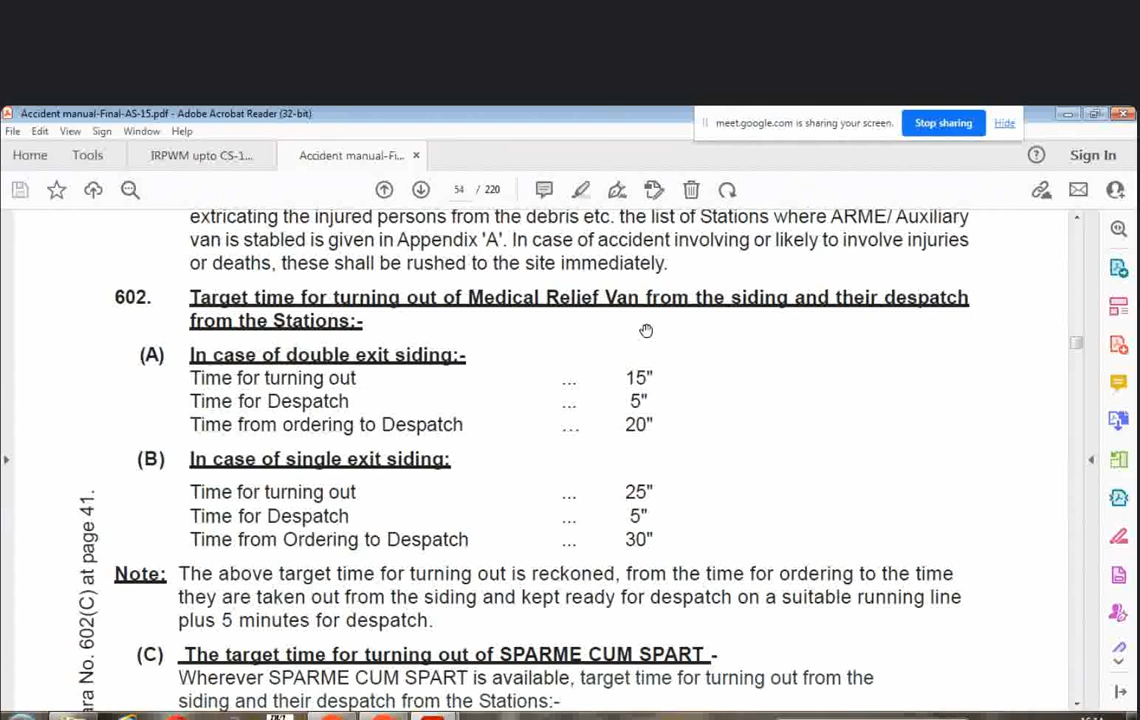 Accident manual-Final-AS-15.pdf - Adobe Acrobat Reader (32-bit)
meet.google.com is sharing your screen.
Stop sharing
Hide
File Edit View Sign Window Help
Home Tools IRPWM upto CS-1... Accident manual-Fi... ×
Sign In
54 / 220
extricating the injured persons from the debris etc. the list of Stations where ARME/ Auxiliary
van is stabled is given in Appendix 'A'. In case of accident involving or likely to involve injuries
or deaths, these shall be rushed to the site immediately.
602. Target time for turning out of Medical Relief Van from the siding and their despatch
from the Stations:-
(A) In case of double exit siding:-
Time for turning out ... 15"
Time for Despatch ... 5"
Time from ordering to Despatch ... 20"
(B) In case of single exit siding:
Time for turning out ... 25"
Time for Despatch ... 5"
Time from Ordering to Despatch ... 30"
Note: The above target time for turning out is reckoned, from the time for ordering to the time
they are taken out from the siding and kept ready for despatch on a suitable running line
plus 5 minutes for despatch.
(C) The target time for turning out of SPARME CUM SPART -
Wherever SPARME CUM SPART is available, target time for turning out from the
siding and their despatch from the Stations:-
No. 602(C) at page 41.